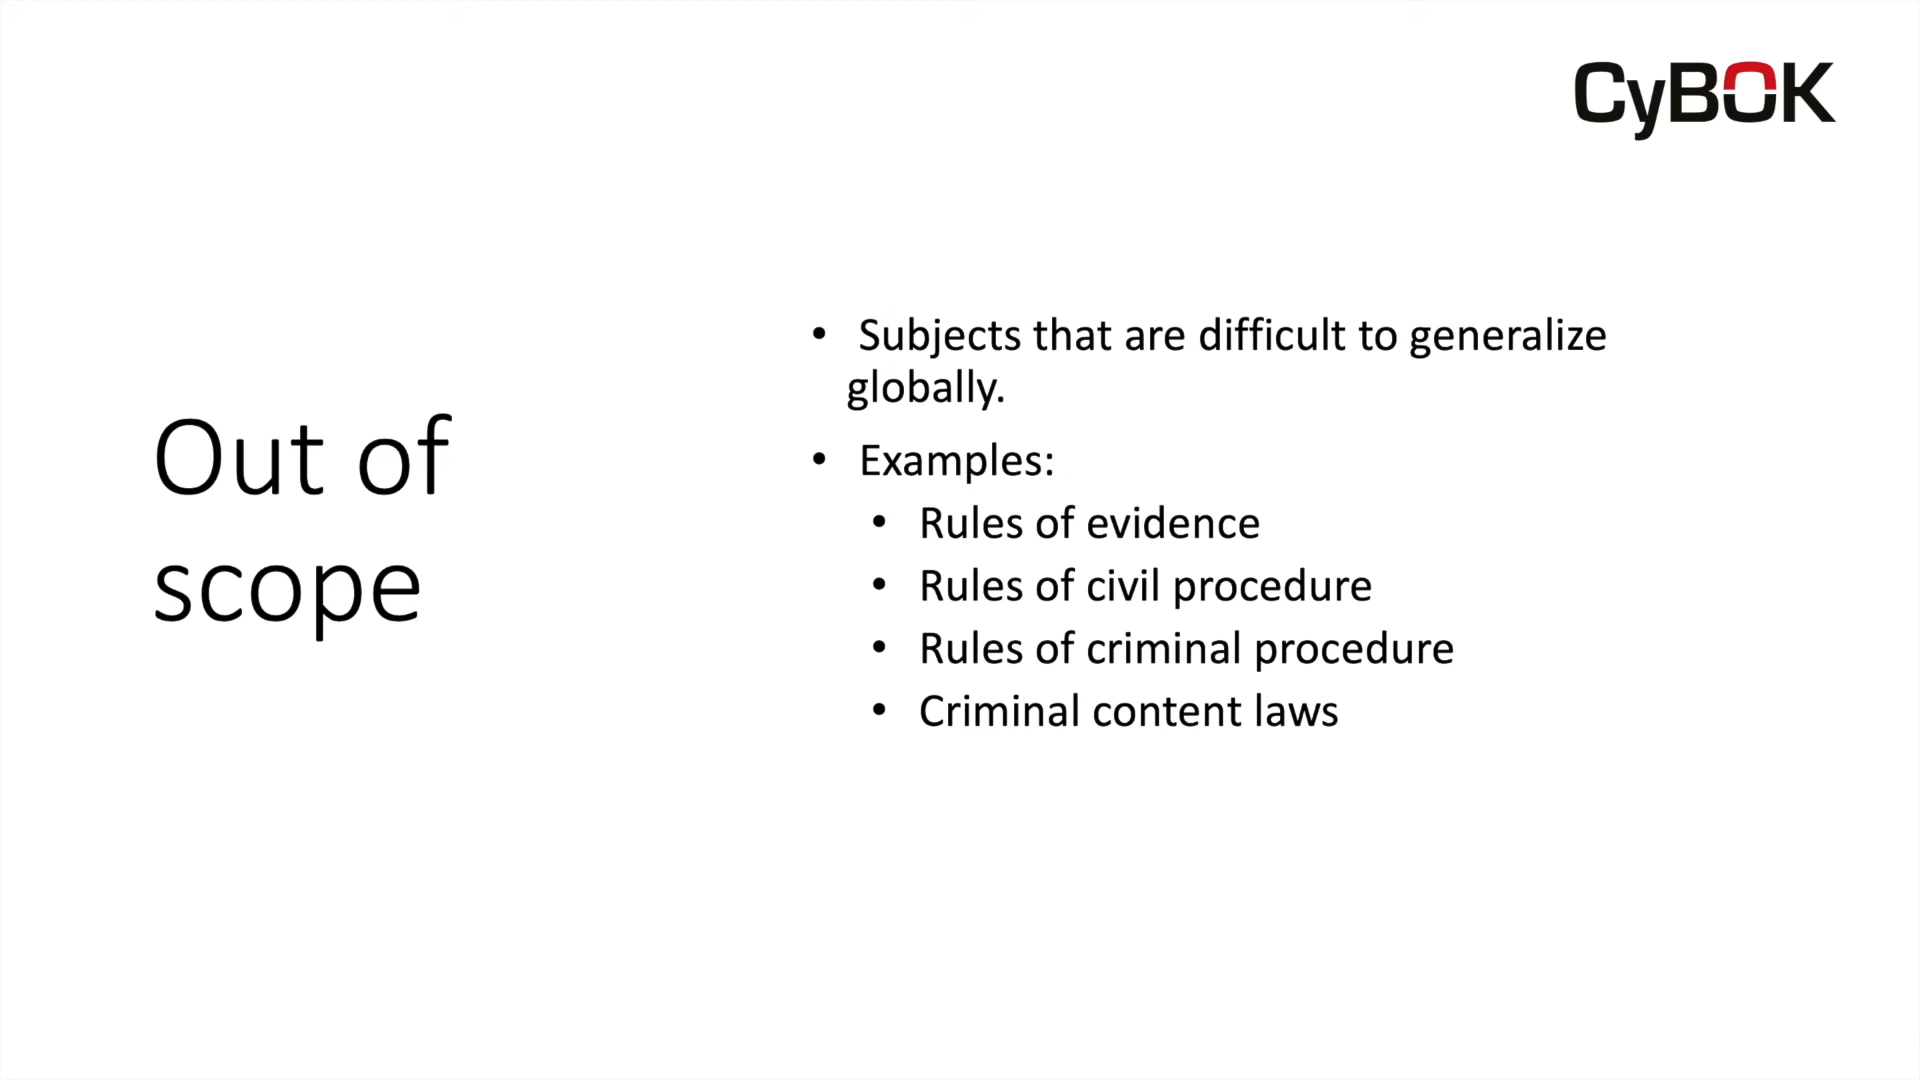 CyBOK
Out of
scope
• Subjects that are difficult to generalize
globally.
• Examples:
• Rules of evidence
• Rules of civil procedure
• Rules of criminal procedure
• Criminal content laws